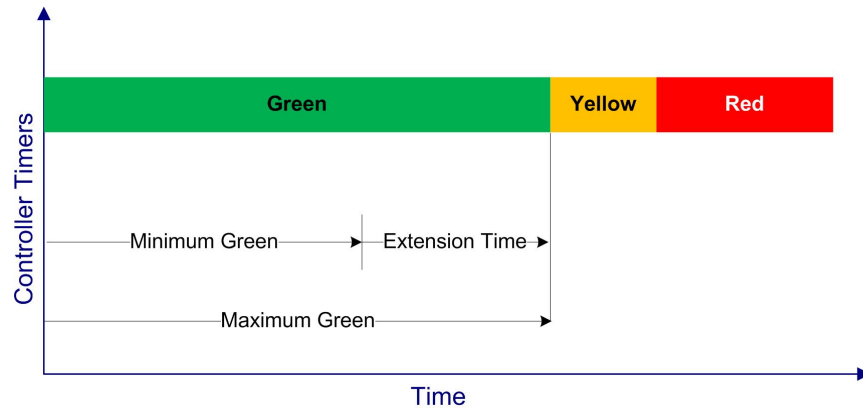 Green
Yellow
Red
Controller Timers
Minimum Green
Extension Time
Maximum Green
Time